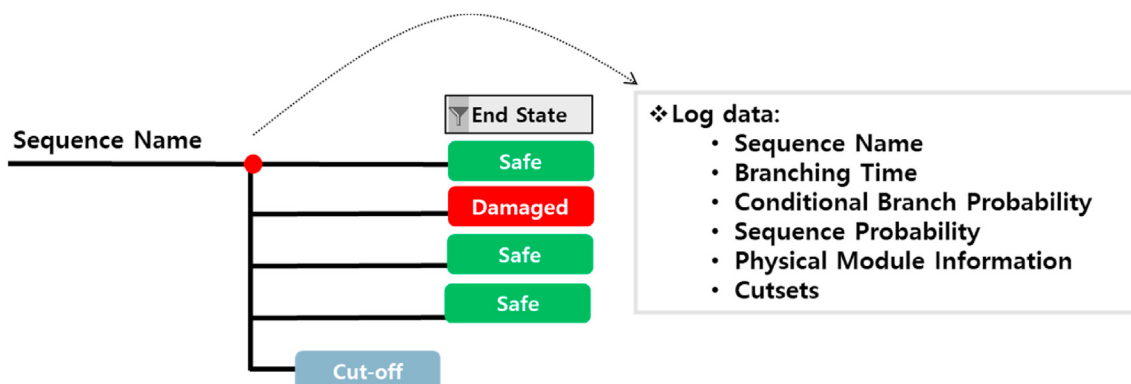 End State
Sequence Name
Safe
Damaged
Safe
Safe
Cut-off
❖Log data:
• Sequence Name
• Branching Time
• Conditional Branch Probability
• Sequence Probability
• Physical Module Information
• Cutsets